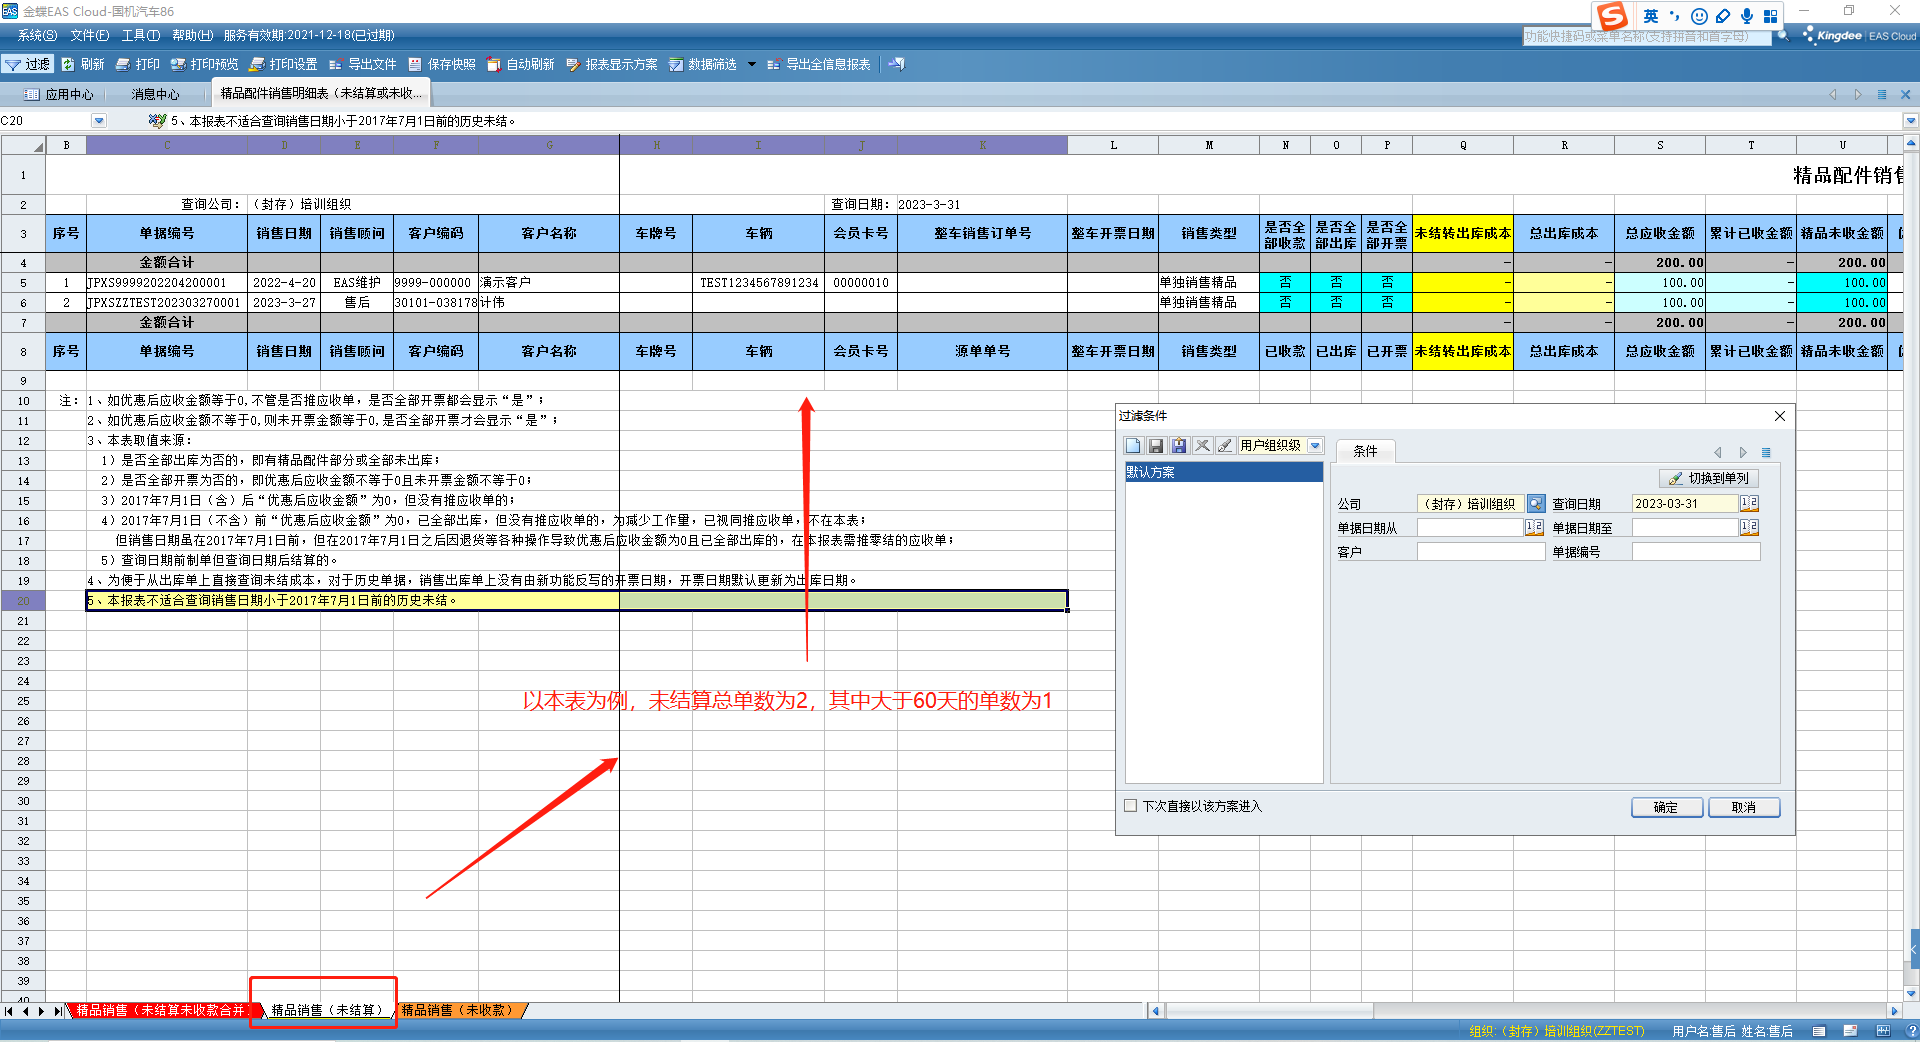 金蝶EAS Cloud-国机汽车86
英
系统(S) 文件(F) 工具(T) 帮助(H) 服务有效期:2021-12-18(已过期)
功能快捷码或菜单名称(支持拼音和首字母)
Kingdee | EAS Cloud
过滤 刷新 打印 打印预览 打印设置 导出文件 保存快照 自动刷新 报表显示方案 数据筛选 导出全信息报表
应用中心 消息中心 精品配件销售明细表（未结算或未收...
C20 5、本报表不适合查询销售日期小于2017年7月1日前的历史未结。
B C D E F G H I J K L M N O P Q R S T U
1 精品配件销售
2 查询公司：（封存）培训组织 查询日期：2023-3-31
3 序号 单据编号 销售日期 销售顾问 客户编码 客户名称 车牌号 车辆 会员卡号 整车销售订单号 整车开票日期 销售类型 是否全部收款 是否全部出库 是否全部开票 未结转出库成本 总出库成本 总应收金额 累计已收金额 精品未收金额
4 金额合计 – – 200.00 – 200.00
5 1 JPXS9999202204200001 2022-4-20 EAS维护 9999-000000 演示客户 TEST1234567891234 00000010 单独销售精品 否 否 否 – – 100.00 – 100.00
6 2 JPXSZZTEST202303270001 2023-3-27 售后 30101-038178 计伟 单独销售精品 否 否 否 – – 100.00 – 100.00
7 金额合计 – – 200.00 – 200.00
8 序号 单据编号 销售日期 销售顾问 客户编码 客户名称 车牌号 车辆 会员卡号 源单单号 整车开票日期 销售类型 已收款 已出库 已开票 未结转出库成本 总出库成本 总应收金额 累计已收金额 精品未收金额
9
10 注：1、如优惠后应收金额等于0,不管是否推应收单，是否全部开票都会显示“是”；
11 2、如优惠后应收金额不等于0,则未开票金额等于0,是否全部开票才会显示“是”；
12 3、本表取值来源：
13 1）是否全部出库为否的，即有精品配件部分或全部未出库；
14 2）是否全部开票为否的，即优惠后应收金额不等于0且未开票金额不等于0；
15 3）2017年7月1日（含）后“优惠后应收金额”为0，但没有推应收单的；
16 4）2017年7月1日（不含）前“优惠后应收金额”为0，已全部出库，但没有推应收单的，为减少工作量，已视同推应收单，不在本表；
17 但销售日期虽在2017年7月1日前，但在2017年7月1日之后因退货等各种操作导致优惠后应收金额为0且已全部出库的，在本报表需推零结的应收单；
18 5）查询日期前制单但查询日期后结算的。
19 4、为便于从出库单上直接查询未结成本，对于历史单据，销售出库单上没有由新功能反写的开票日期，开票日期默认更新为出库日期。
20 5、本报表不适合查询销售日期小于2017年7月1日前的历史未结。
21
22
23
24
25
26
27
28
29
30
31
32
33
34
35
36
37
38
39
40
以本表为例，未结算总单数为2，其中大于60天的单数为1
过滤条件
用户组织级
默认方案
条件
切换到单列
公司 （封存）培训组织 查询日期 2023-03-31
单据日期从 单据日期至
客户 单据编号
下次直接以该方案进入
确定 取消
精品销售（未结算未收款合并） 精品销售（未结算） 精品销售（未收款）
组织：（封存）培训组织(ZZTEST) 用户名:售后 姓名:售后